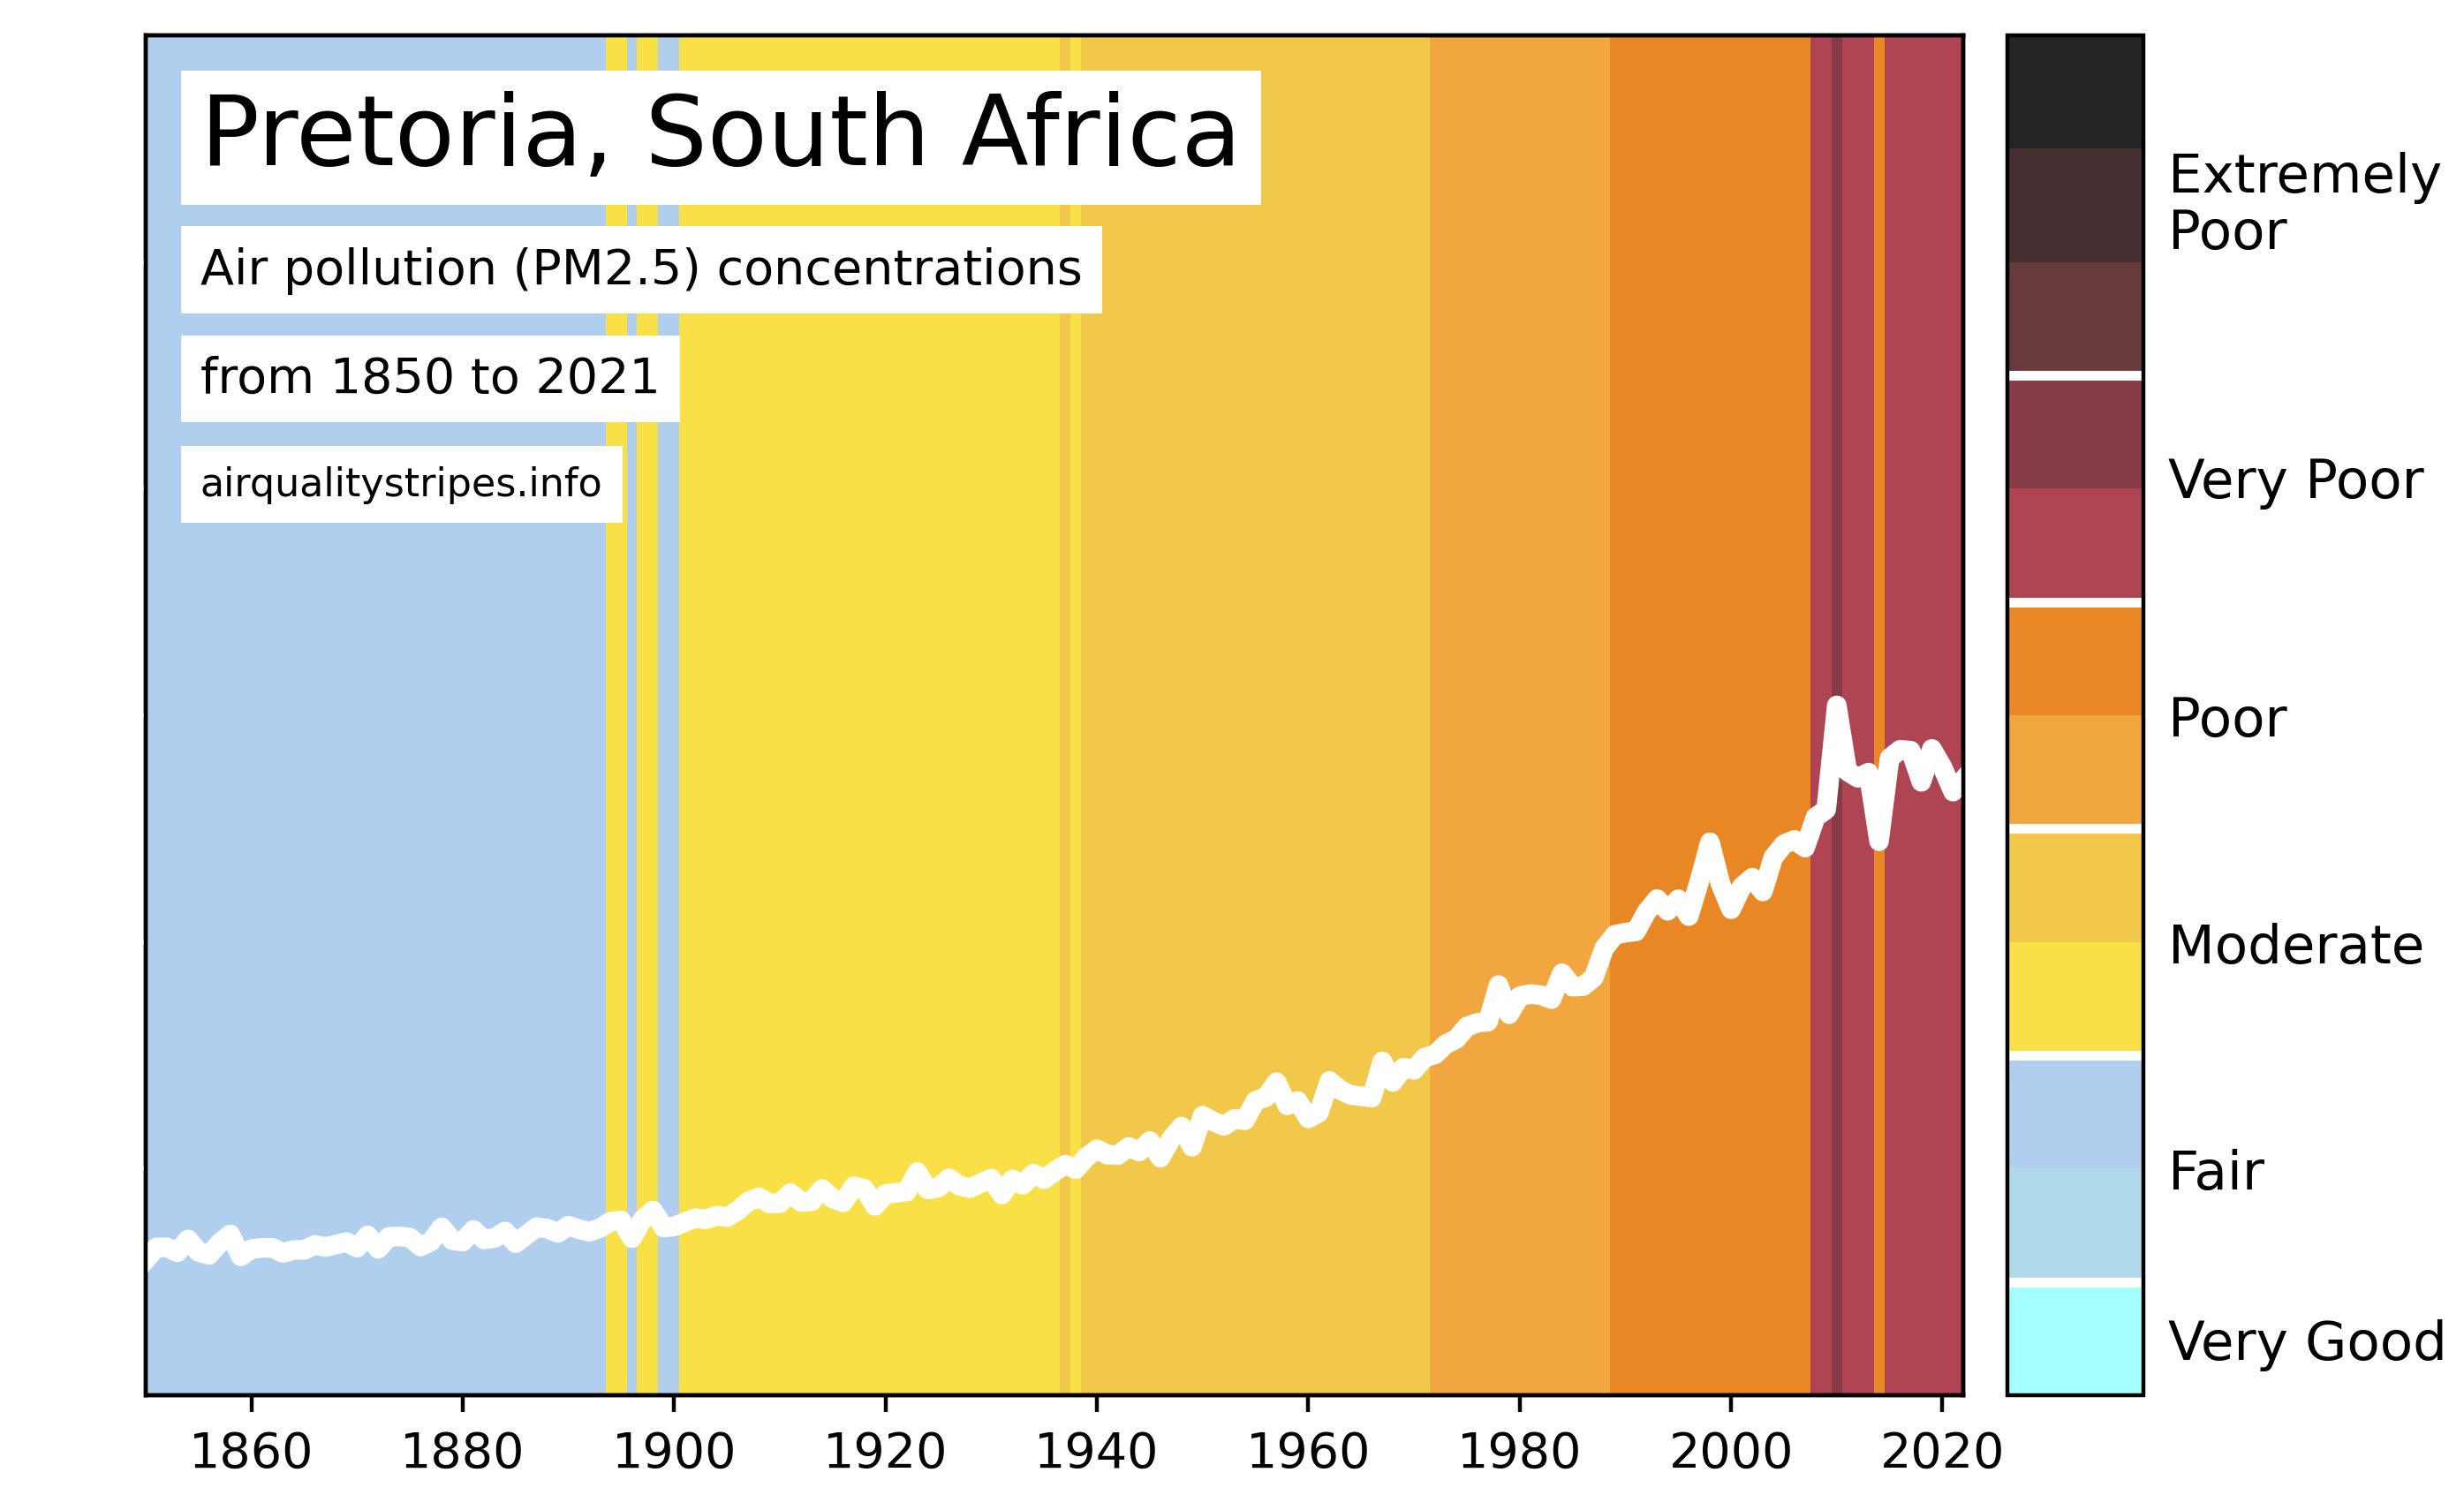 Pretoria, South Africa
Air pollution (PM2.5) concentrations
from 1850 to 2021
airqualitystripes.info
Extremely
Poor
Very Poor
Poor
Moderate
Fair
Very Good
1860 1880 1900 1920 1940 1960 1980 2000 2020